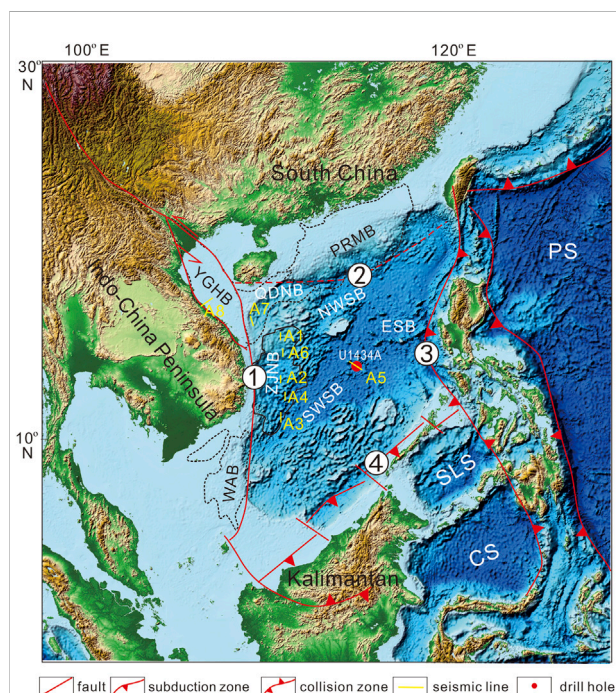 100°E
120°E
30°
N
South China
PRMB
PS
YGHB
QDNB
Indo-China Peninsula
A8
A7
NWSB
ESB
A1
A6
U1434A
ZJNB
A2
A5
A4
SWSB
A3
1
2
3
4
10°
N
WAB
SLS
CS
Kalimantan
fault
subduction zone
collision zone
seismic line
drill hole